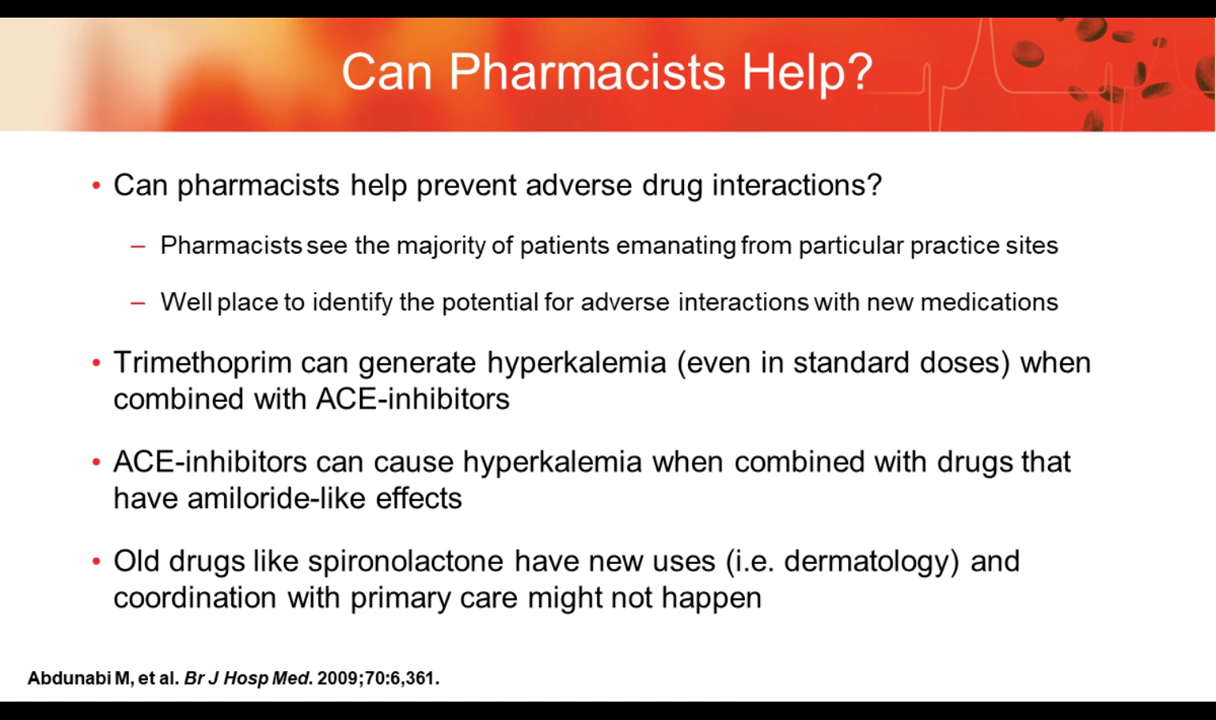 Can Pharmacists Help?
• Can pharmacists help prevent adverse drug interactions?
– Pharmacists see the majority of patients emanating from particular practice sites
– Well place to identify the potential for adverse interactions with new medications
• Trimethoprim can generate hyperkalemia (even in standard doses) when
combined with ACE-inhibitors
• ACE-inhibitors can cause hyperkalemia when combined with drugs that
have amiloride-like effects
• Old drugs like spironolactone have new uses (i.e. dermatology) and
coordination with primary care might not happen
Abdunabi M, et al. Br J Hosp Med. 2009;70:6,361.